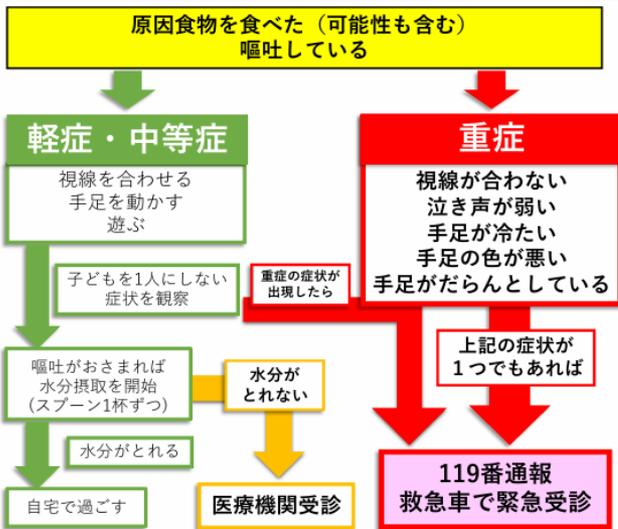 原因食物を食べた（可能性も含む）
嘔吐している
軽症・中等症
視線を合わせる
手足を動かす
遊ぶ
重症
視線が合わない
泣き声が弱い
手足が冷たい
手足の色が悪い
手足がだらんとしている
子どもを1人にしない
症状を観察
重症の症状が
出現したら
上記の症状が
１つでもあれば
嘔吐がおさまれば
水分摂取を開始
(スプーン1杯ずつ)
水分が
とれない
水分がとれる
自宅で過ごす
医療機関受診
119番通報
救急車で緊急受診